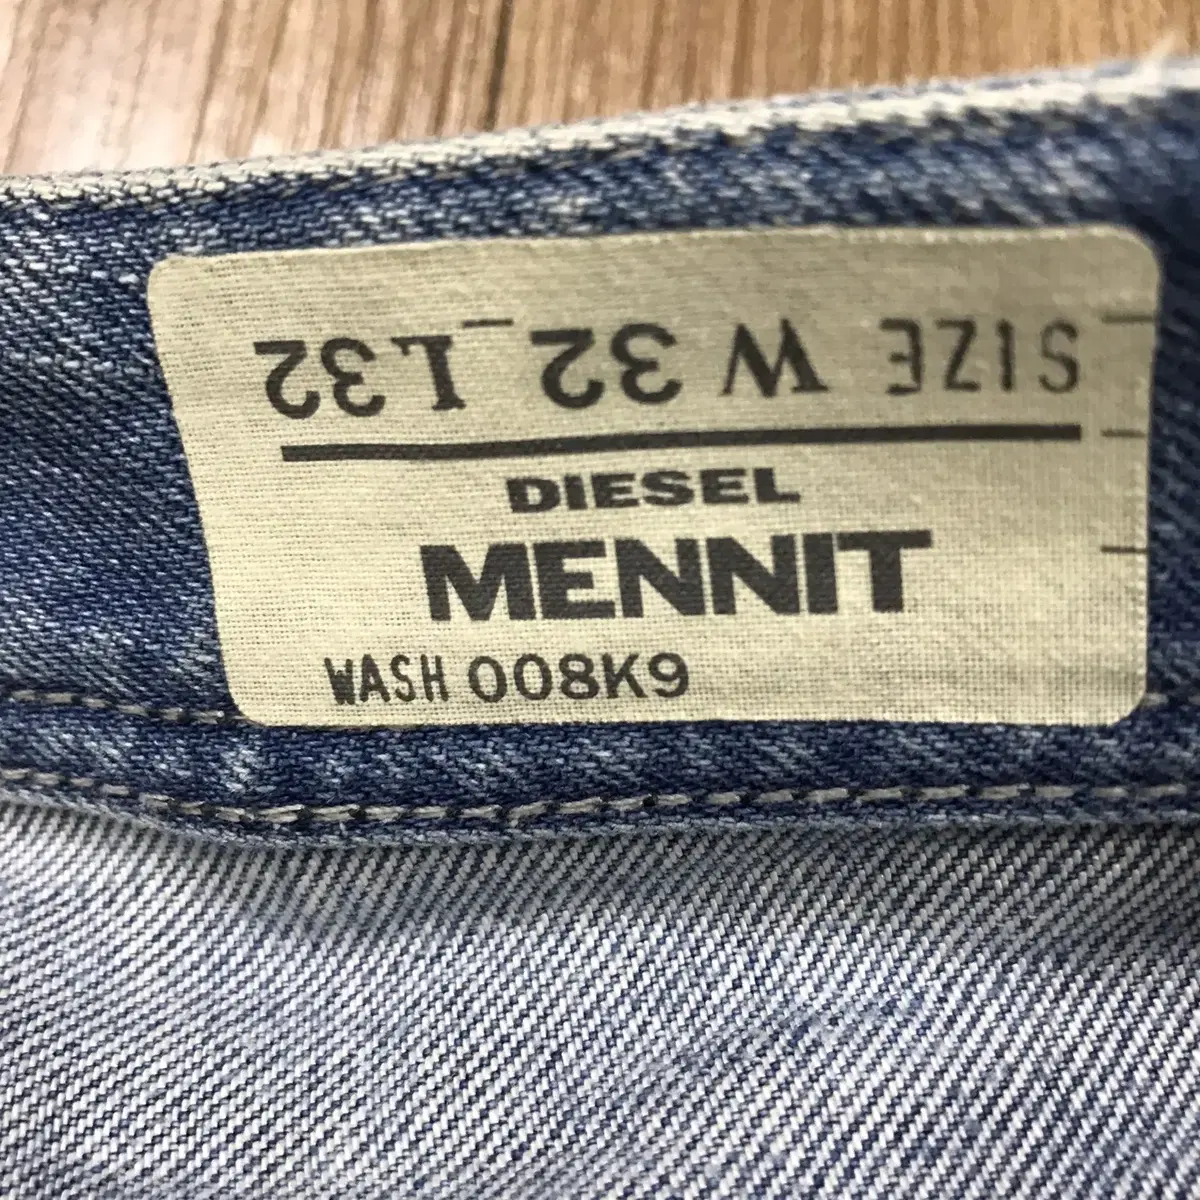 SIZE W 32 L32
DIESEL
MENNIT
WASH 008K9